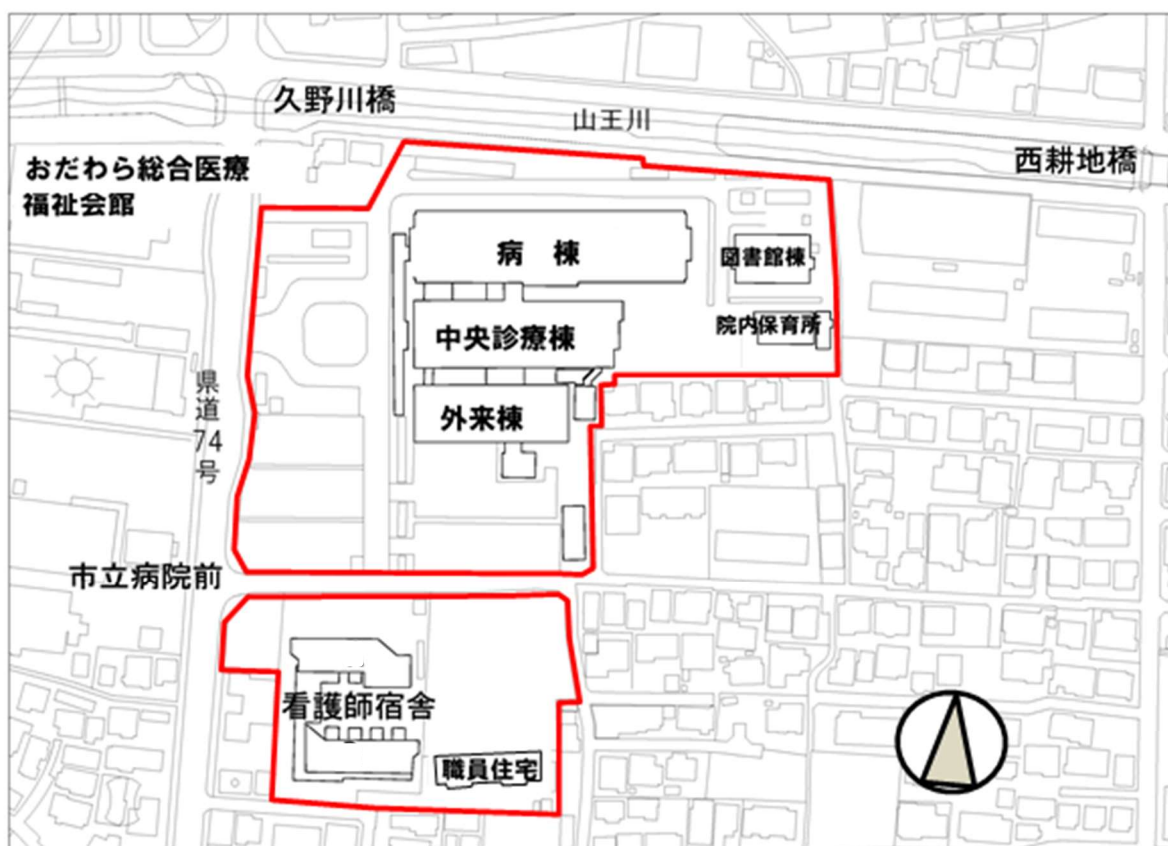 久野川橋
山王川
西耕地橋
おだわら総合医療
福祉会館
病 棟
図書館棟
院内保育所
中央診療棟
外来棟
県道74号
市立病院前
看護師宿舎
職員住宅